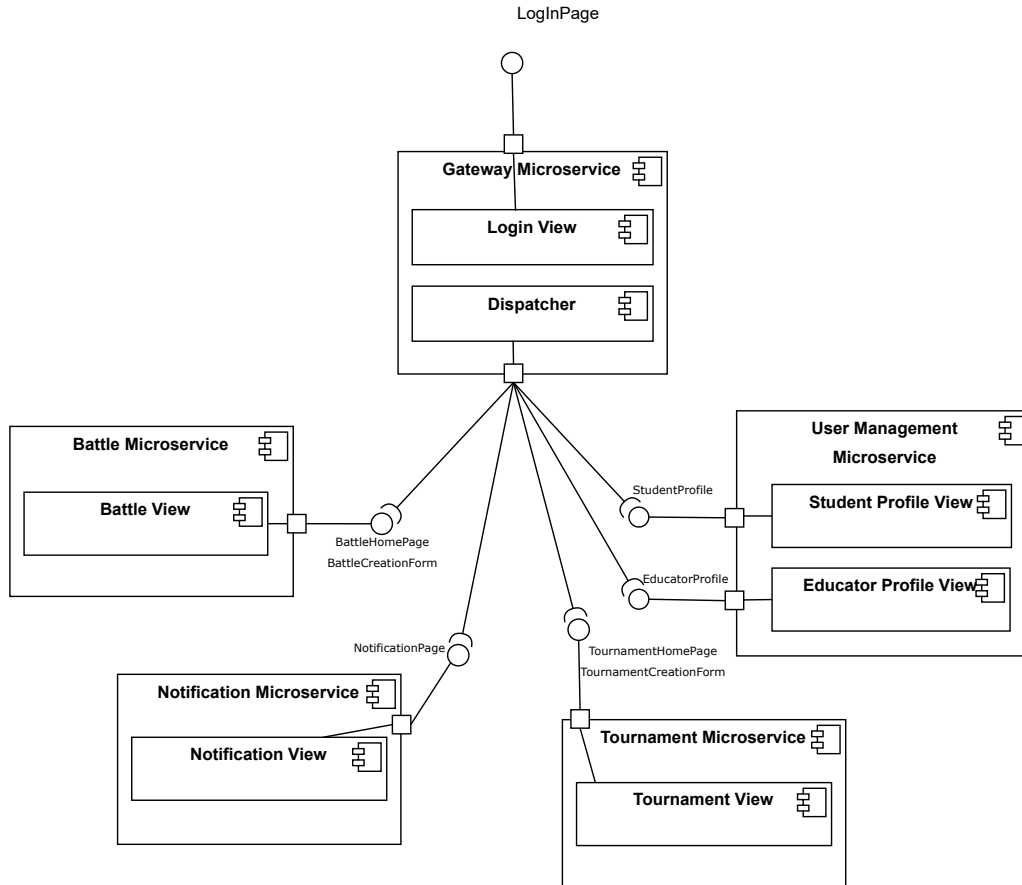 LogInPage
Gateway Microservice
Login View
Dispatcher
Battle Microservice
Battle View
BattleHomePage
BattleCreationForm
User Management
Microservice
StudentProfile
Student Profile View
EducatorProfile
Educator Profile View
NotificationPage
TournamentHomePage
TournamentCreationForm
Notification Microservice
Notification View
Tournament Microservice
Tournament View